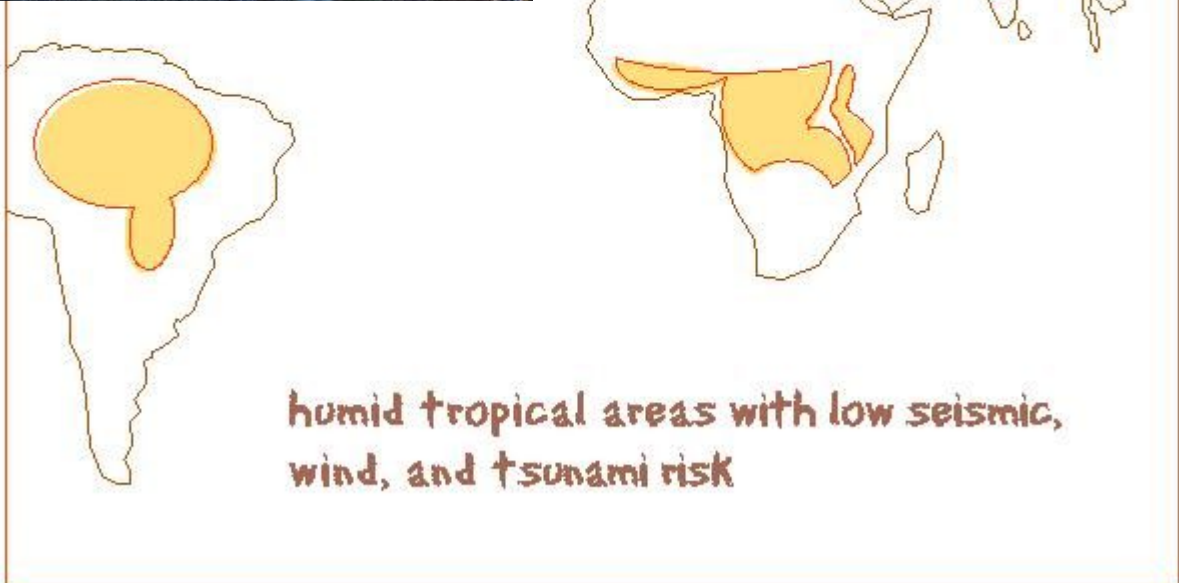 humid tropical areas with low seismic,
wind, and tsunami risk